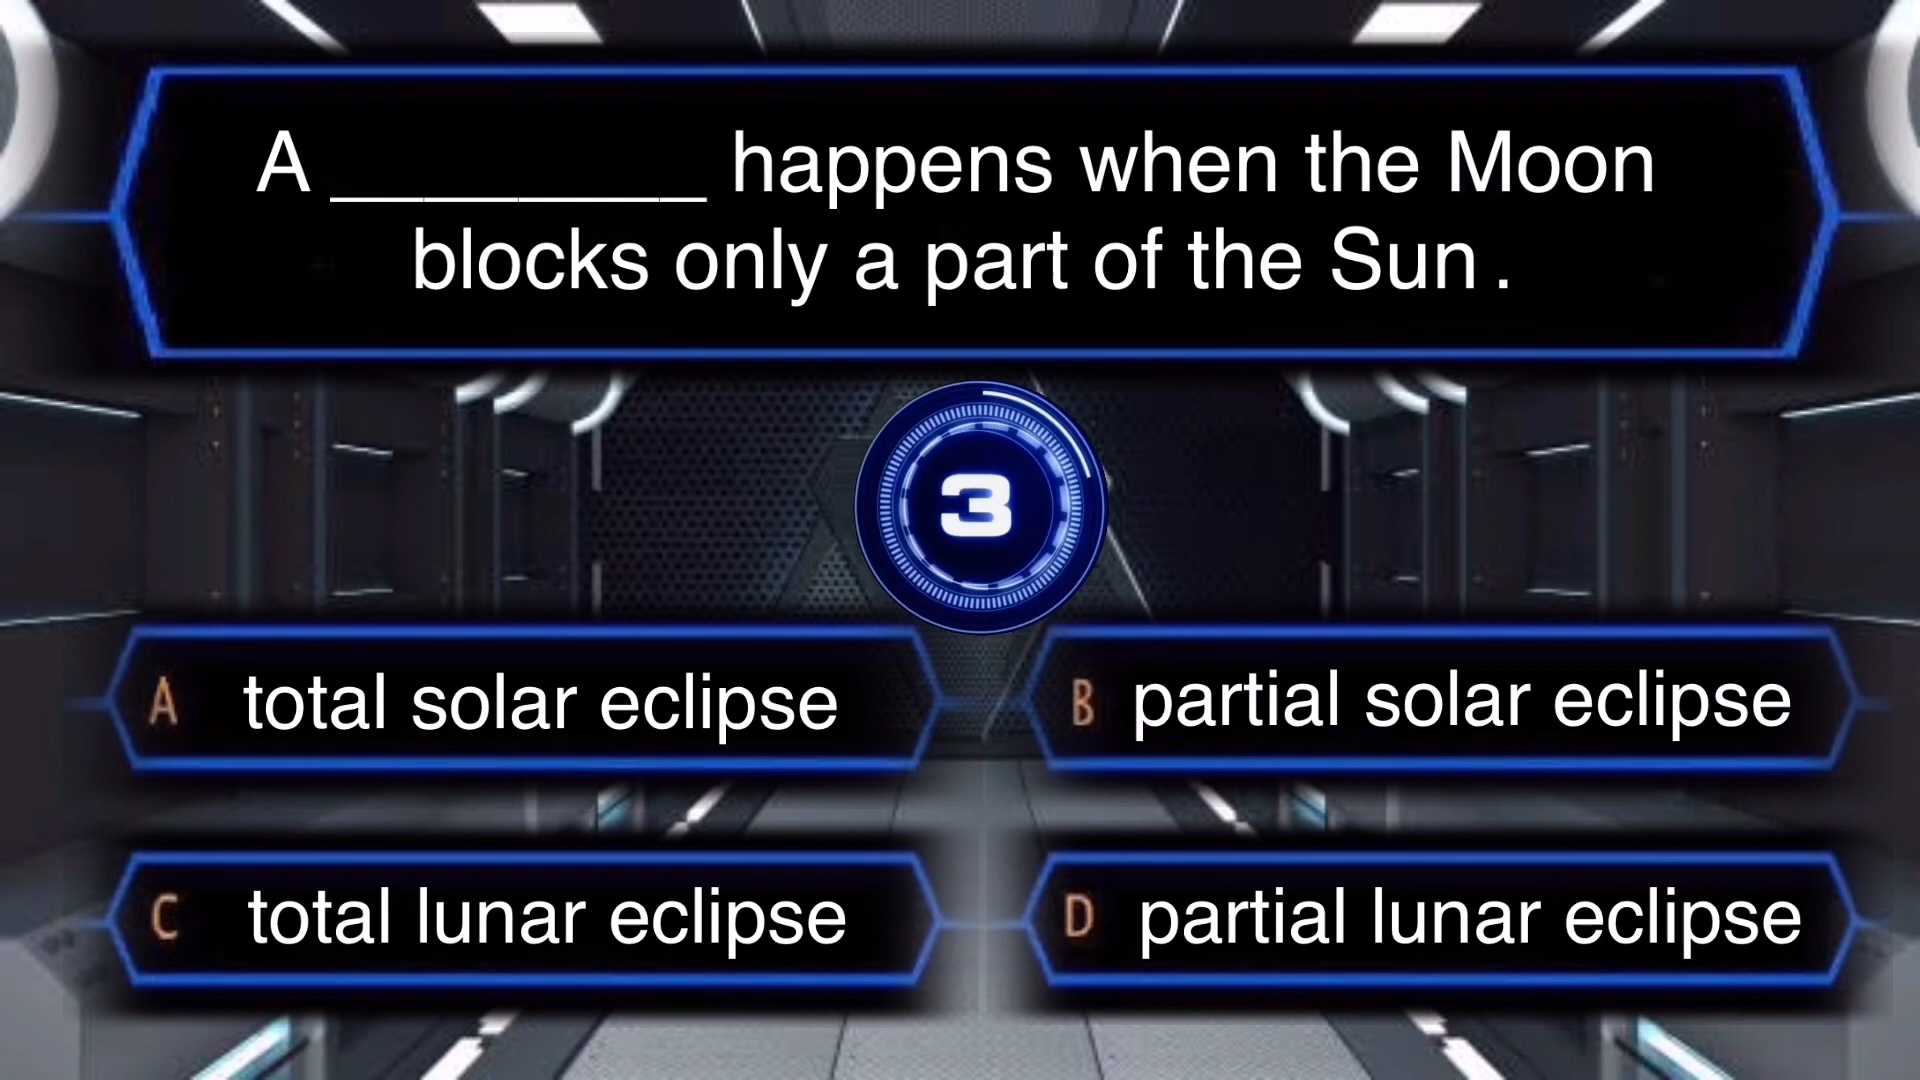 A ________ happens when the Moon
blocks only a part of the Sun .
3
A total solar eclipse
B partial solar eclipse
C total lunar eclipse
D partial lunar eclipse